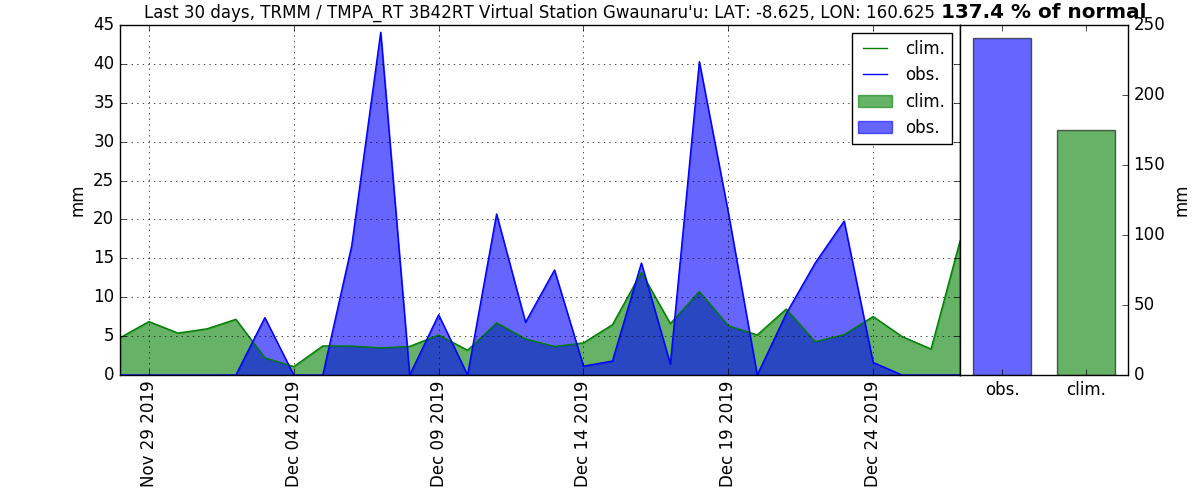 Last 30 days, TRMM / TMPA_RT 3B42RT Virtual Station Gwaunaru'u: LAT: -8.625, LON: 160.625 137.4 % of normal
45
40
35
30
25
20
15
10
5
0
mm
clim.
obs.
clim.
obs.
250
200
150
100
50
0
mm
obs. clim.
Nov 29 2019
Dec 04 2019
Dec 09 2019
Dec 14 2019
Dec 19 2019
Dec 24 2019